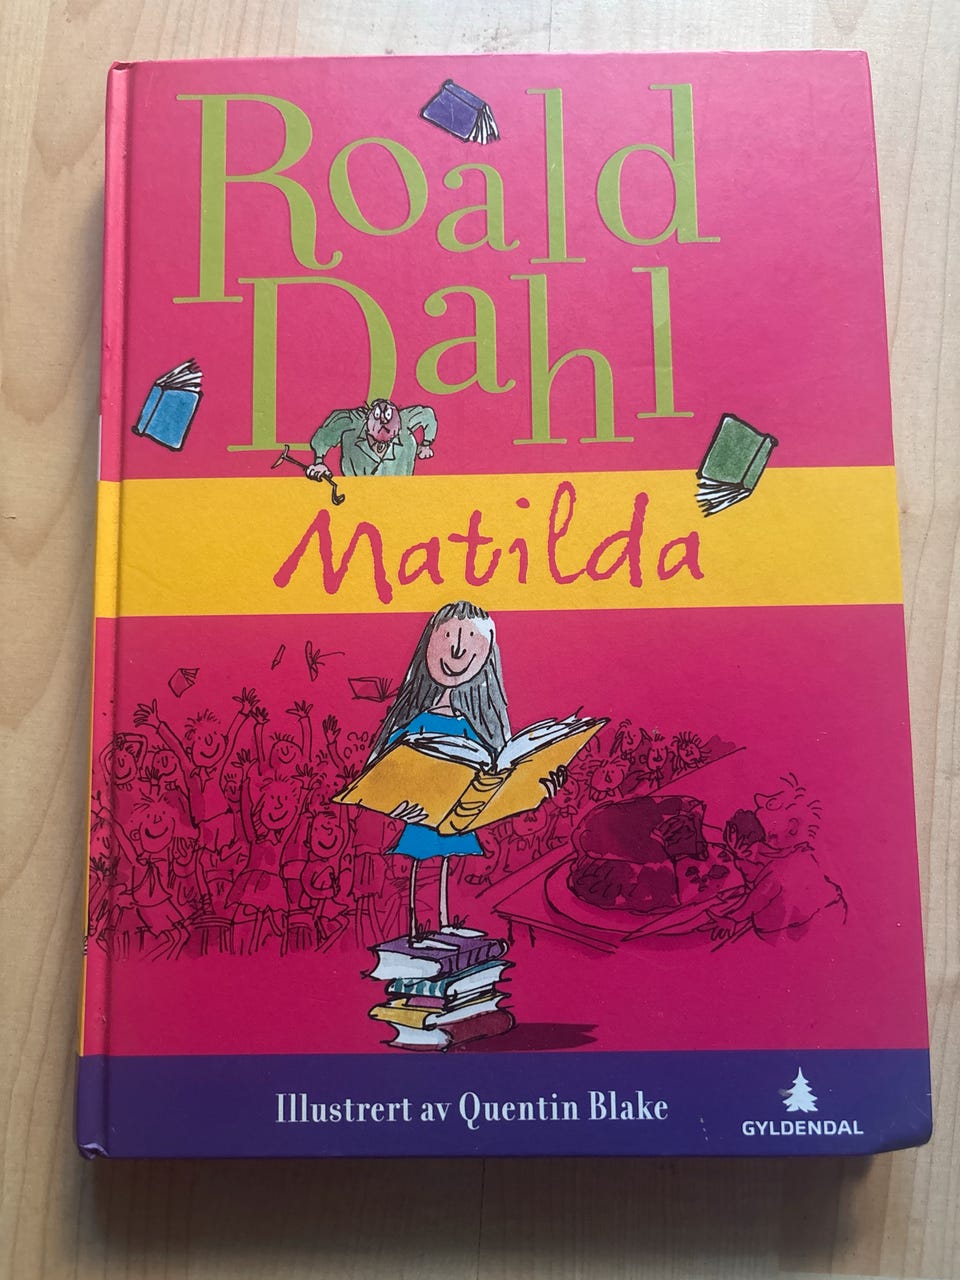 Roald
Dahl
Matilda
Illustrert av Quentin Blake
GYLDENDAL